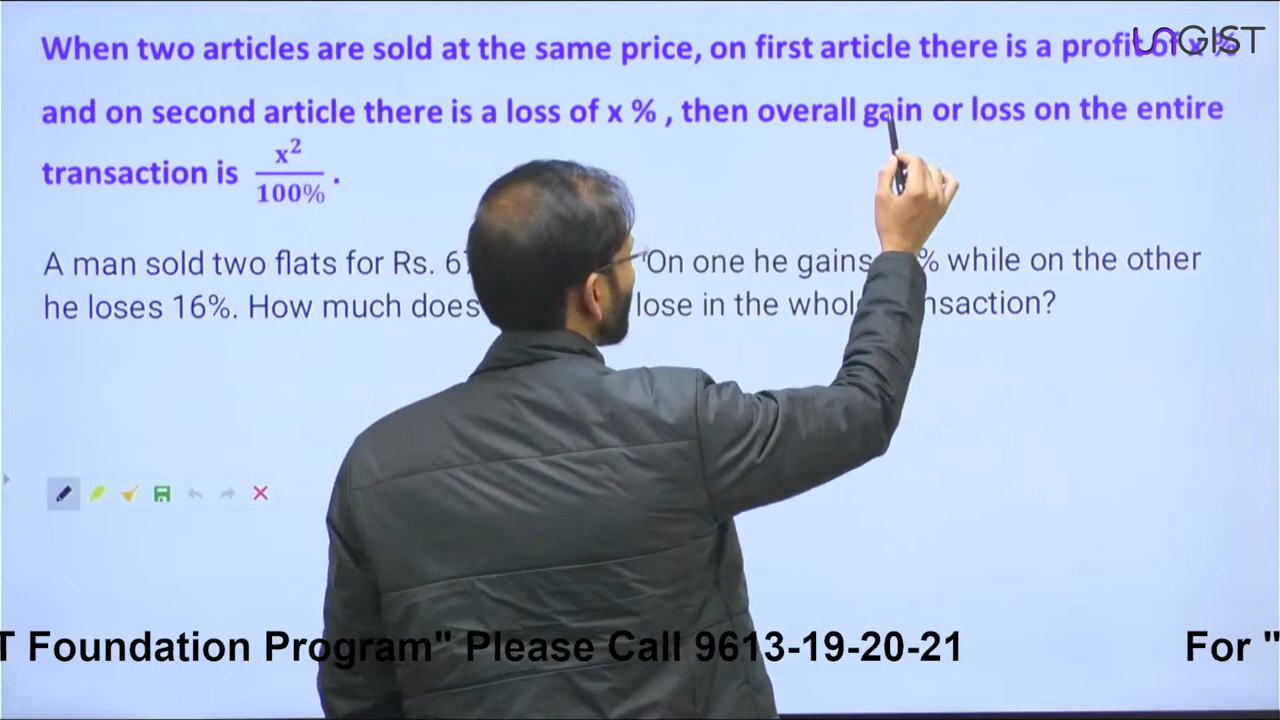 When two articles are sold at the same price, on first article there is a profit of x %
UNGIST
and on second article there is a loss of x % , then overall gain or loss on the entire
transaction is x² / 100% .
A man sold two flats for Rs. On one he gains % while on the other
he loses 16%. How much does lose in the
T Foundation Program" Please Call 9613-19-20-21 For "